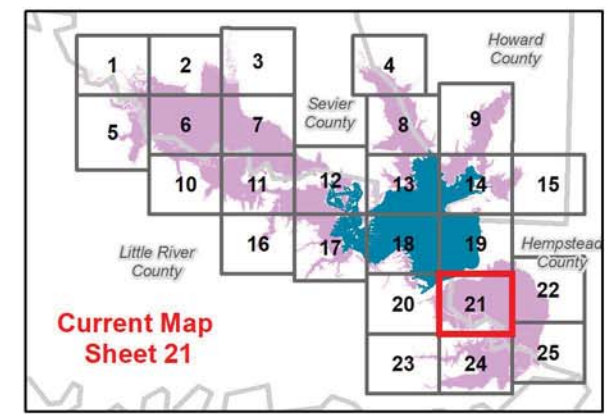 Howard
County
1
2
3
4
Sevier
County
5
6
7
8
9
10
11
12
13
14
15
Little River
County
16
17
18
19
Hempstead
County
Current Map
Sheet 21
20
21
22
23
24
25